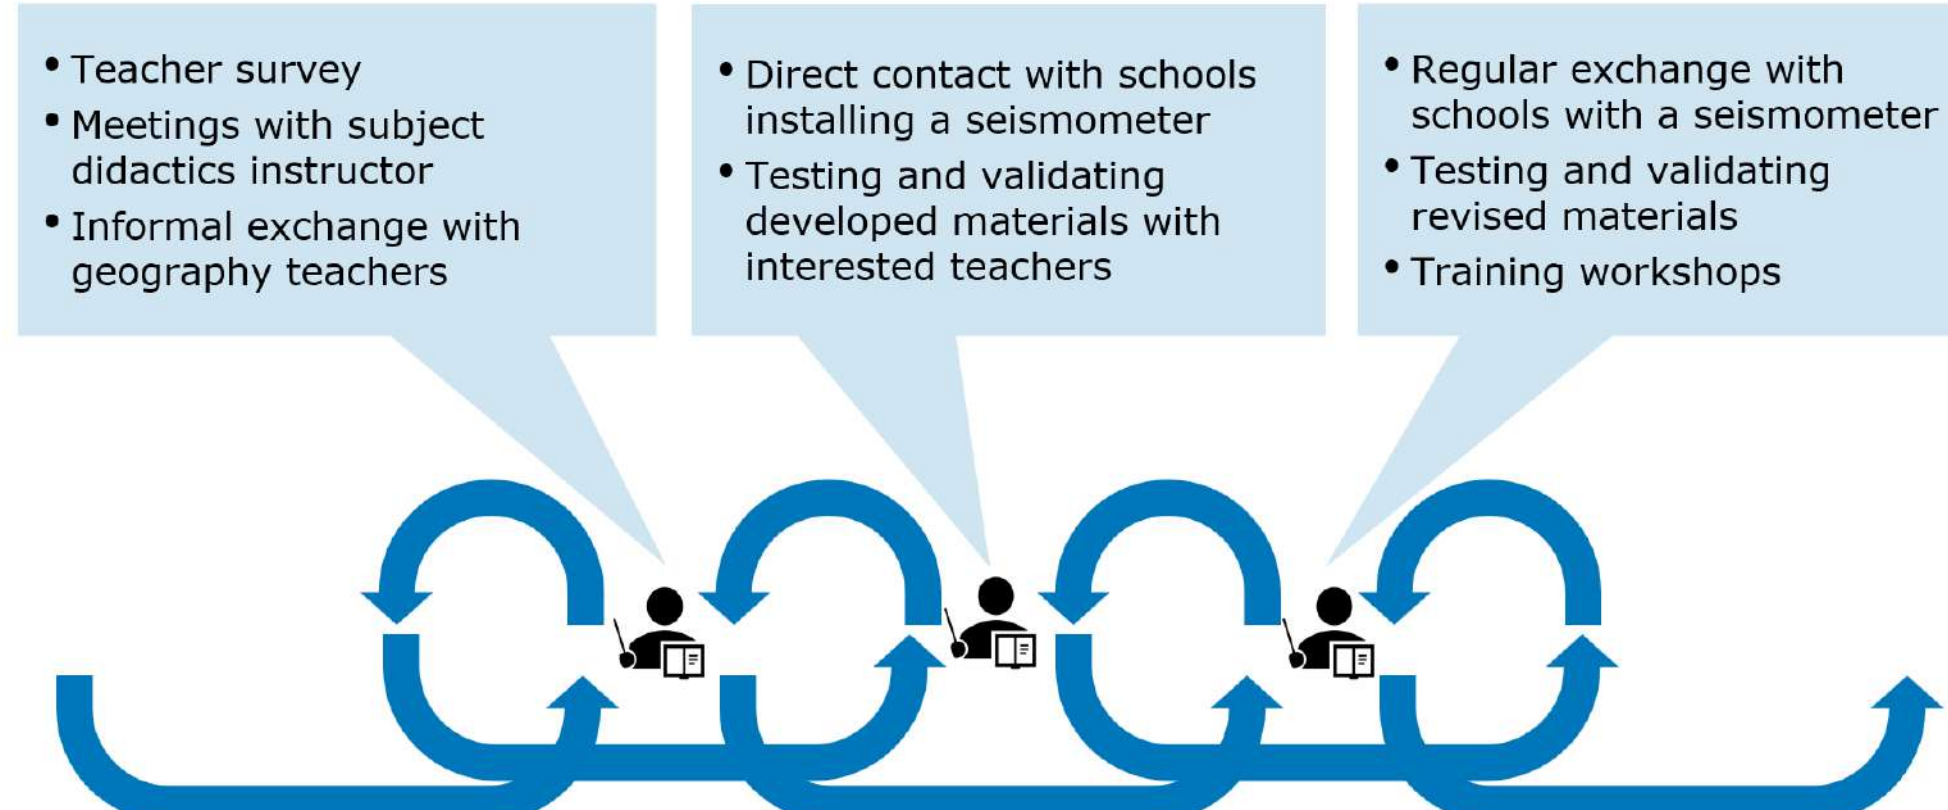 • Teacher survey
• Meetings with subject
didactics instructor
• Informal exchange with
geography teachers
• Direct contact with schools
installing a seismometer
• Testing and validating
developed materials with
interested teachers
• Regular exchange with
schools with a seismometer
• Testing and validating
revised materials
• Training workshops